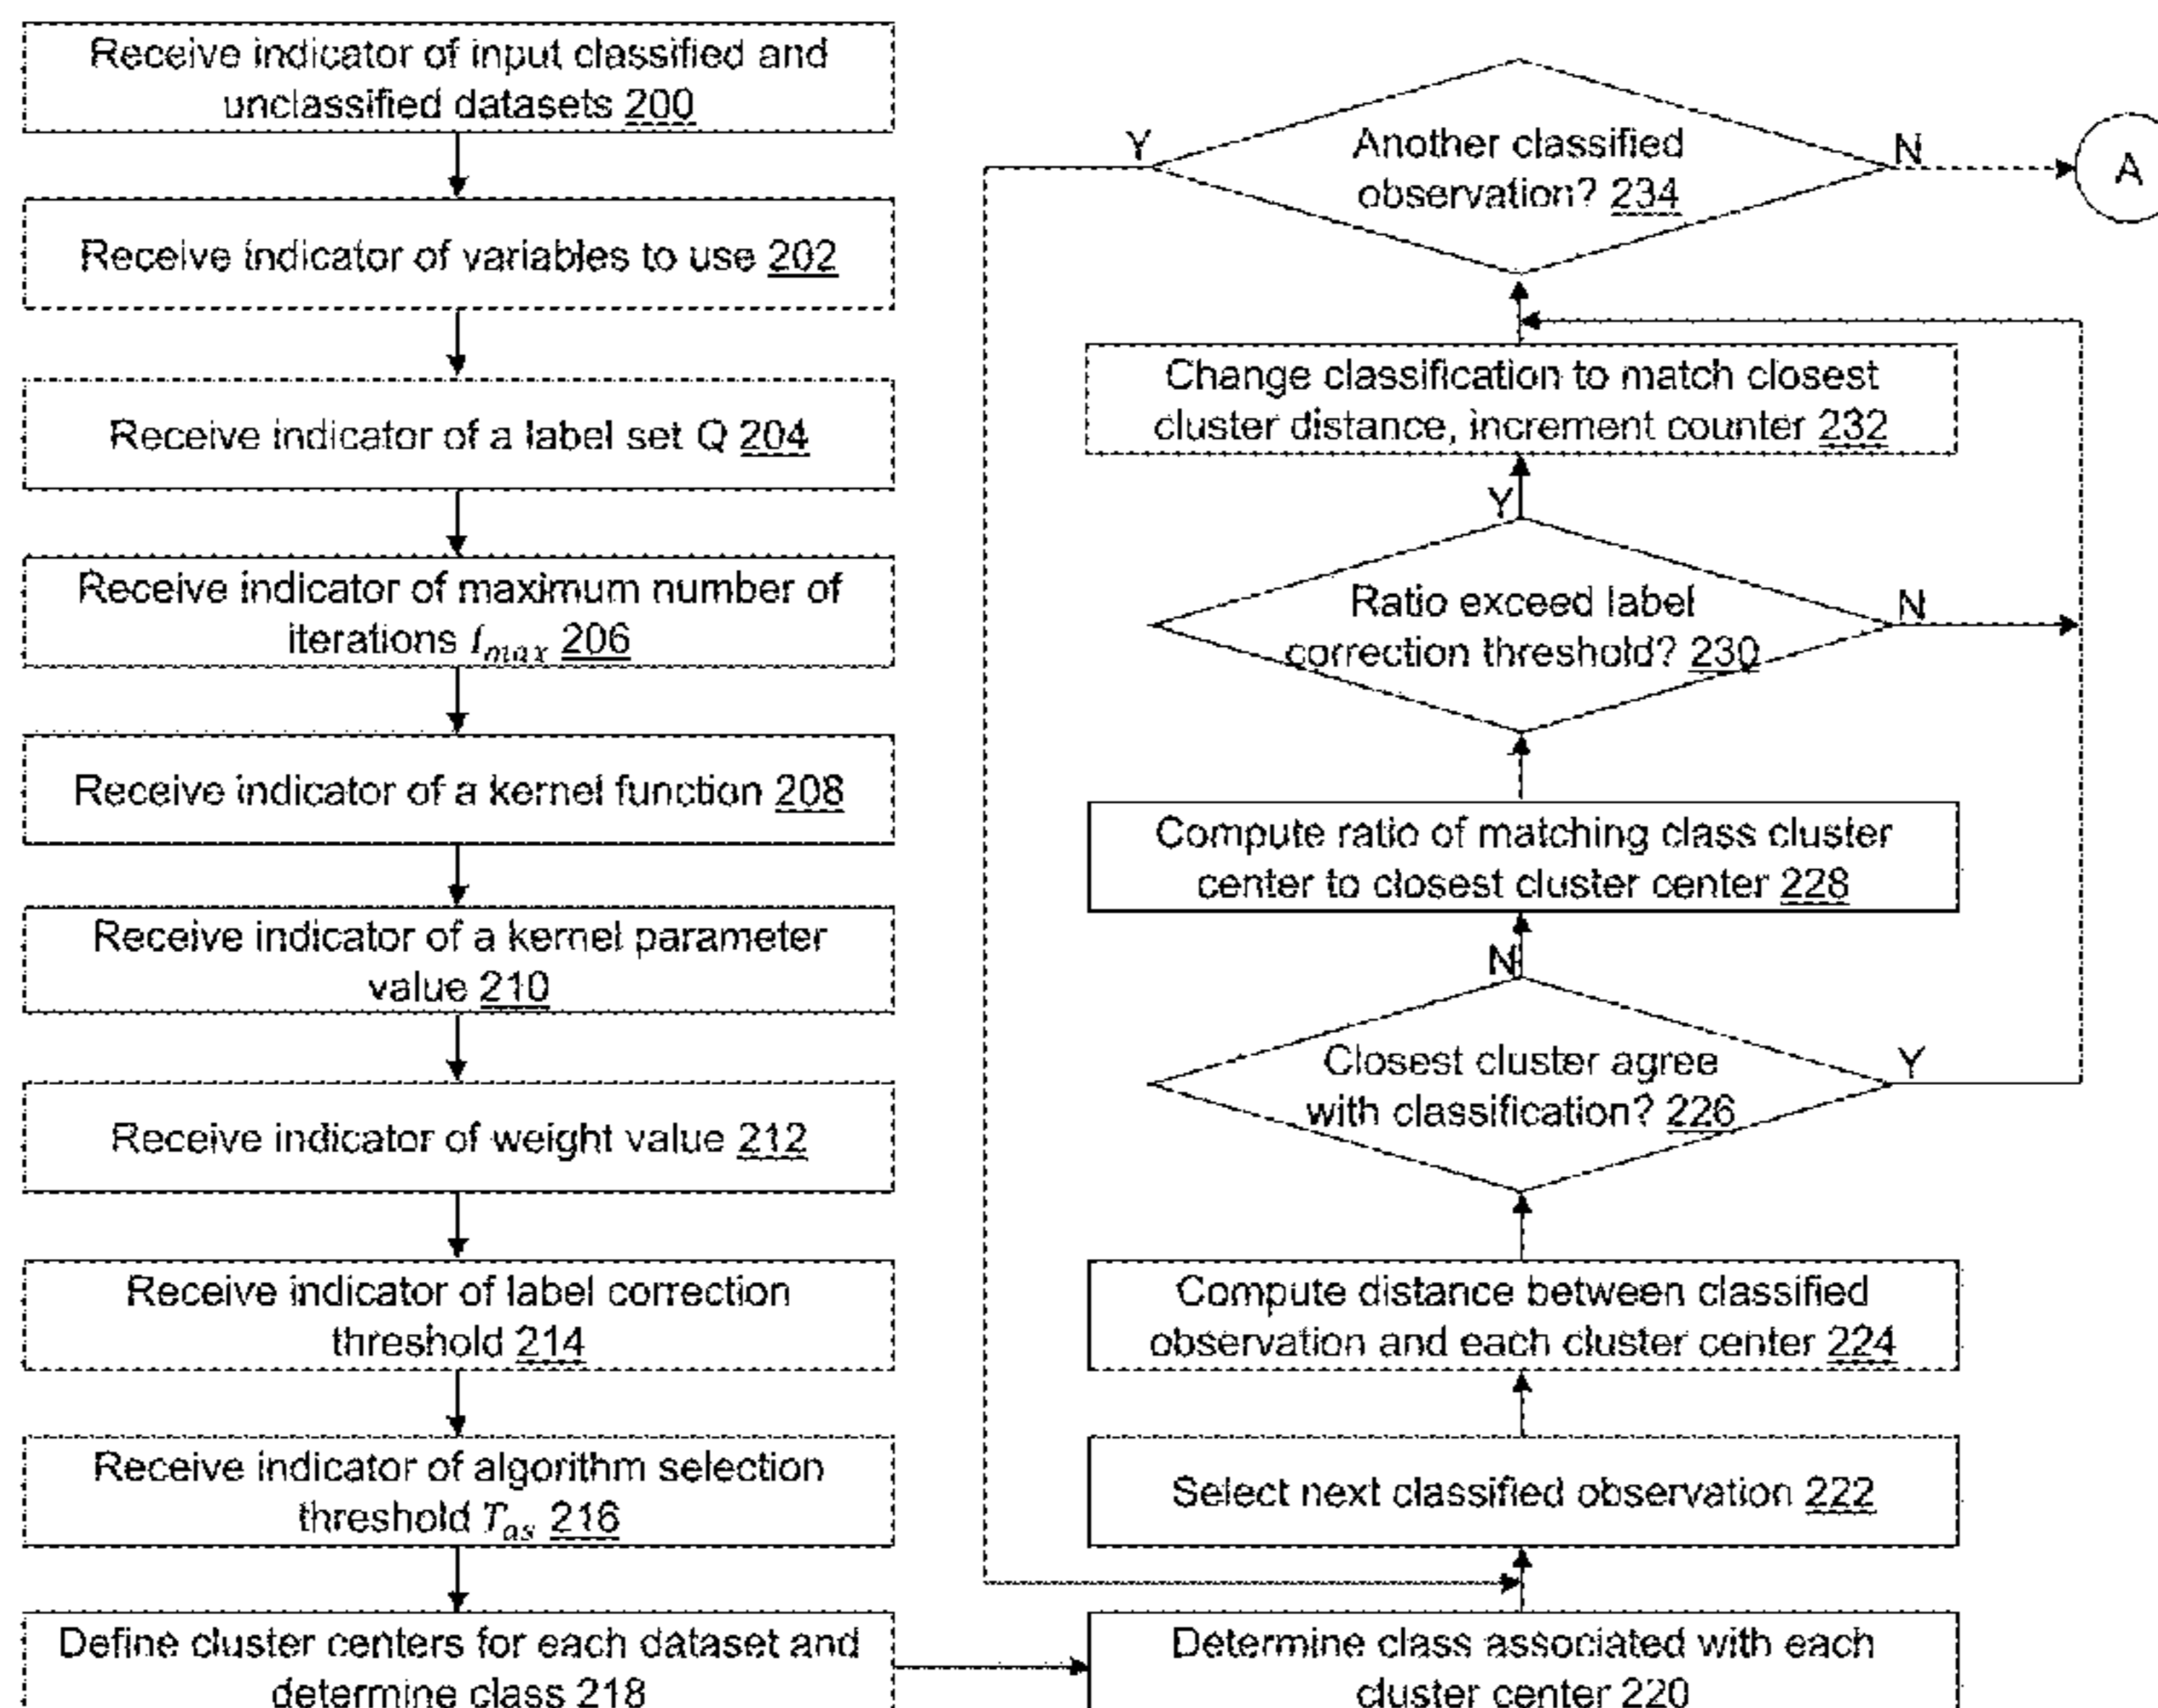 Receive indicator of input classified and
unclassified datasets 200
Receive indicator of variables to use 202
Receive indicator of a label set Q 204
Receive indicator of maximum number of
iterations I_max 206
Receive indicator of a kernel function 208
Receive indicator of a kernel parameter
value 210
Receive indicator of weight value 212
Receive indicator of label correction
threshold 214
Receive indicator of algorithm selection
threshold T_as 216
Define cluster centers for each dataset and
determine class 218
Determine class associated with each
cluster center 220
Select next classified observation 222
Compute distance between classified
observation and each cluster center 224
Closest cluster agree
with classification? 226
Y
N
Compute ratio of matching class cluster
center to closest cluster center 228
Ratio exceed label
correction threshold? 230
N
Y
Change classification to match closest
cluster distance, increment counter 232
Another classified
observation? 234
Y
N
A